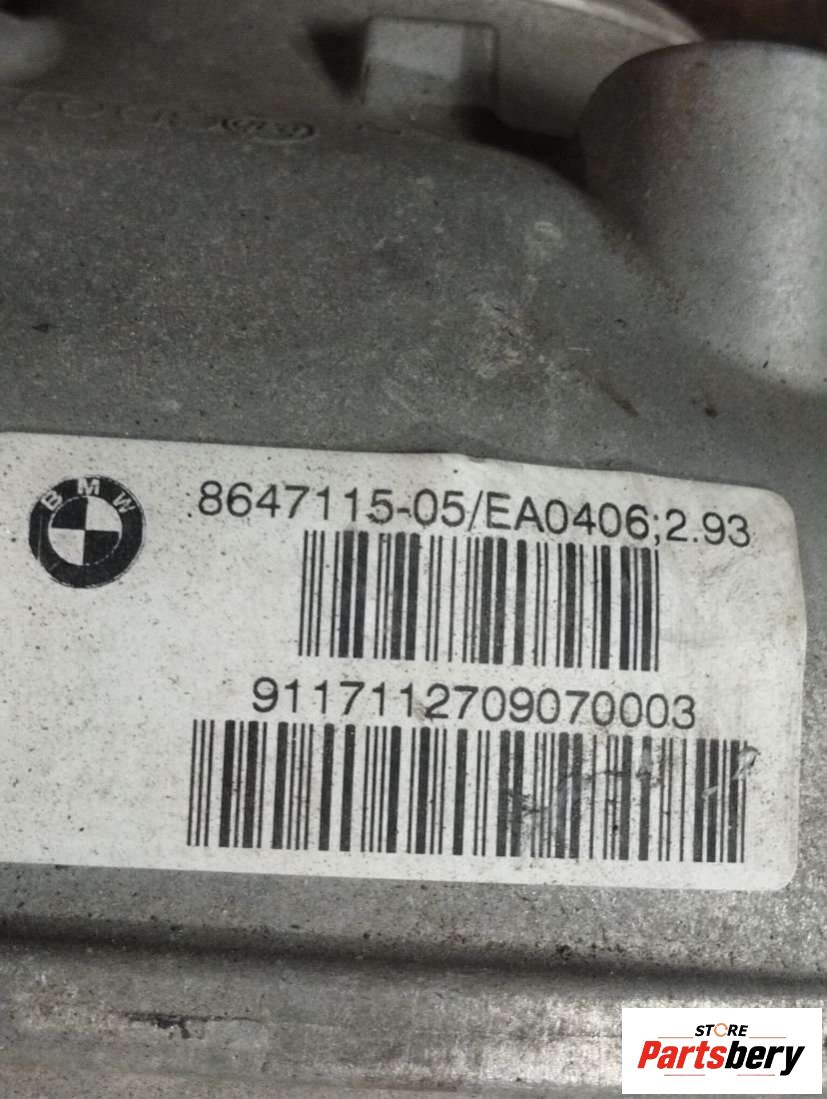 BMW
8647115-05/EA0406;2.93
9117112709070003
STORE
Partsbery